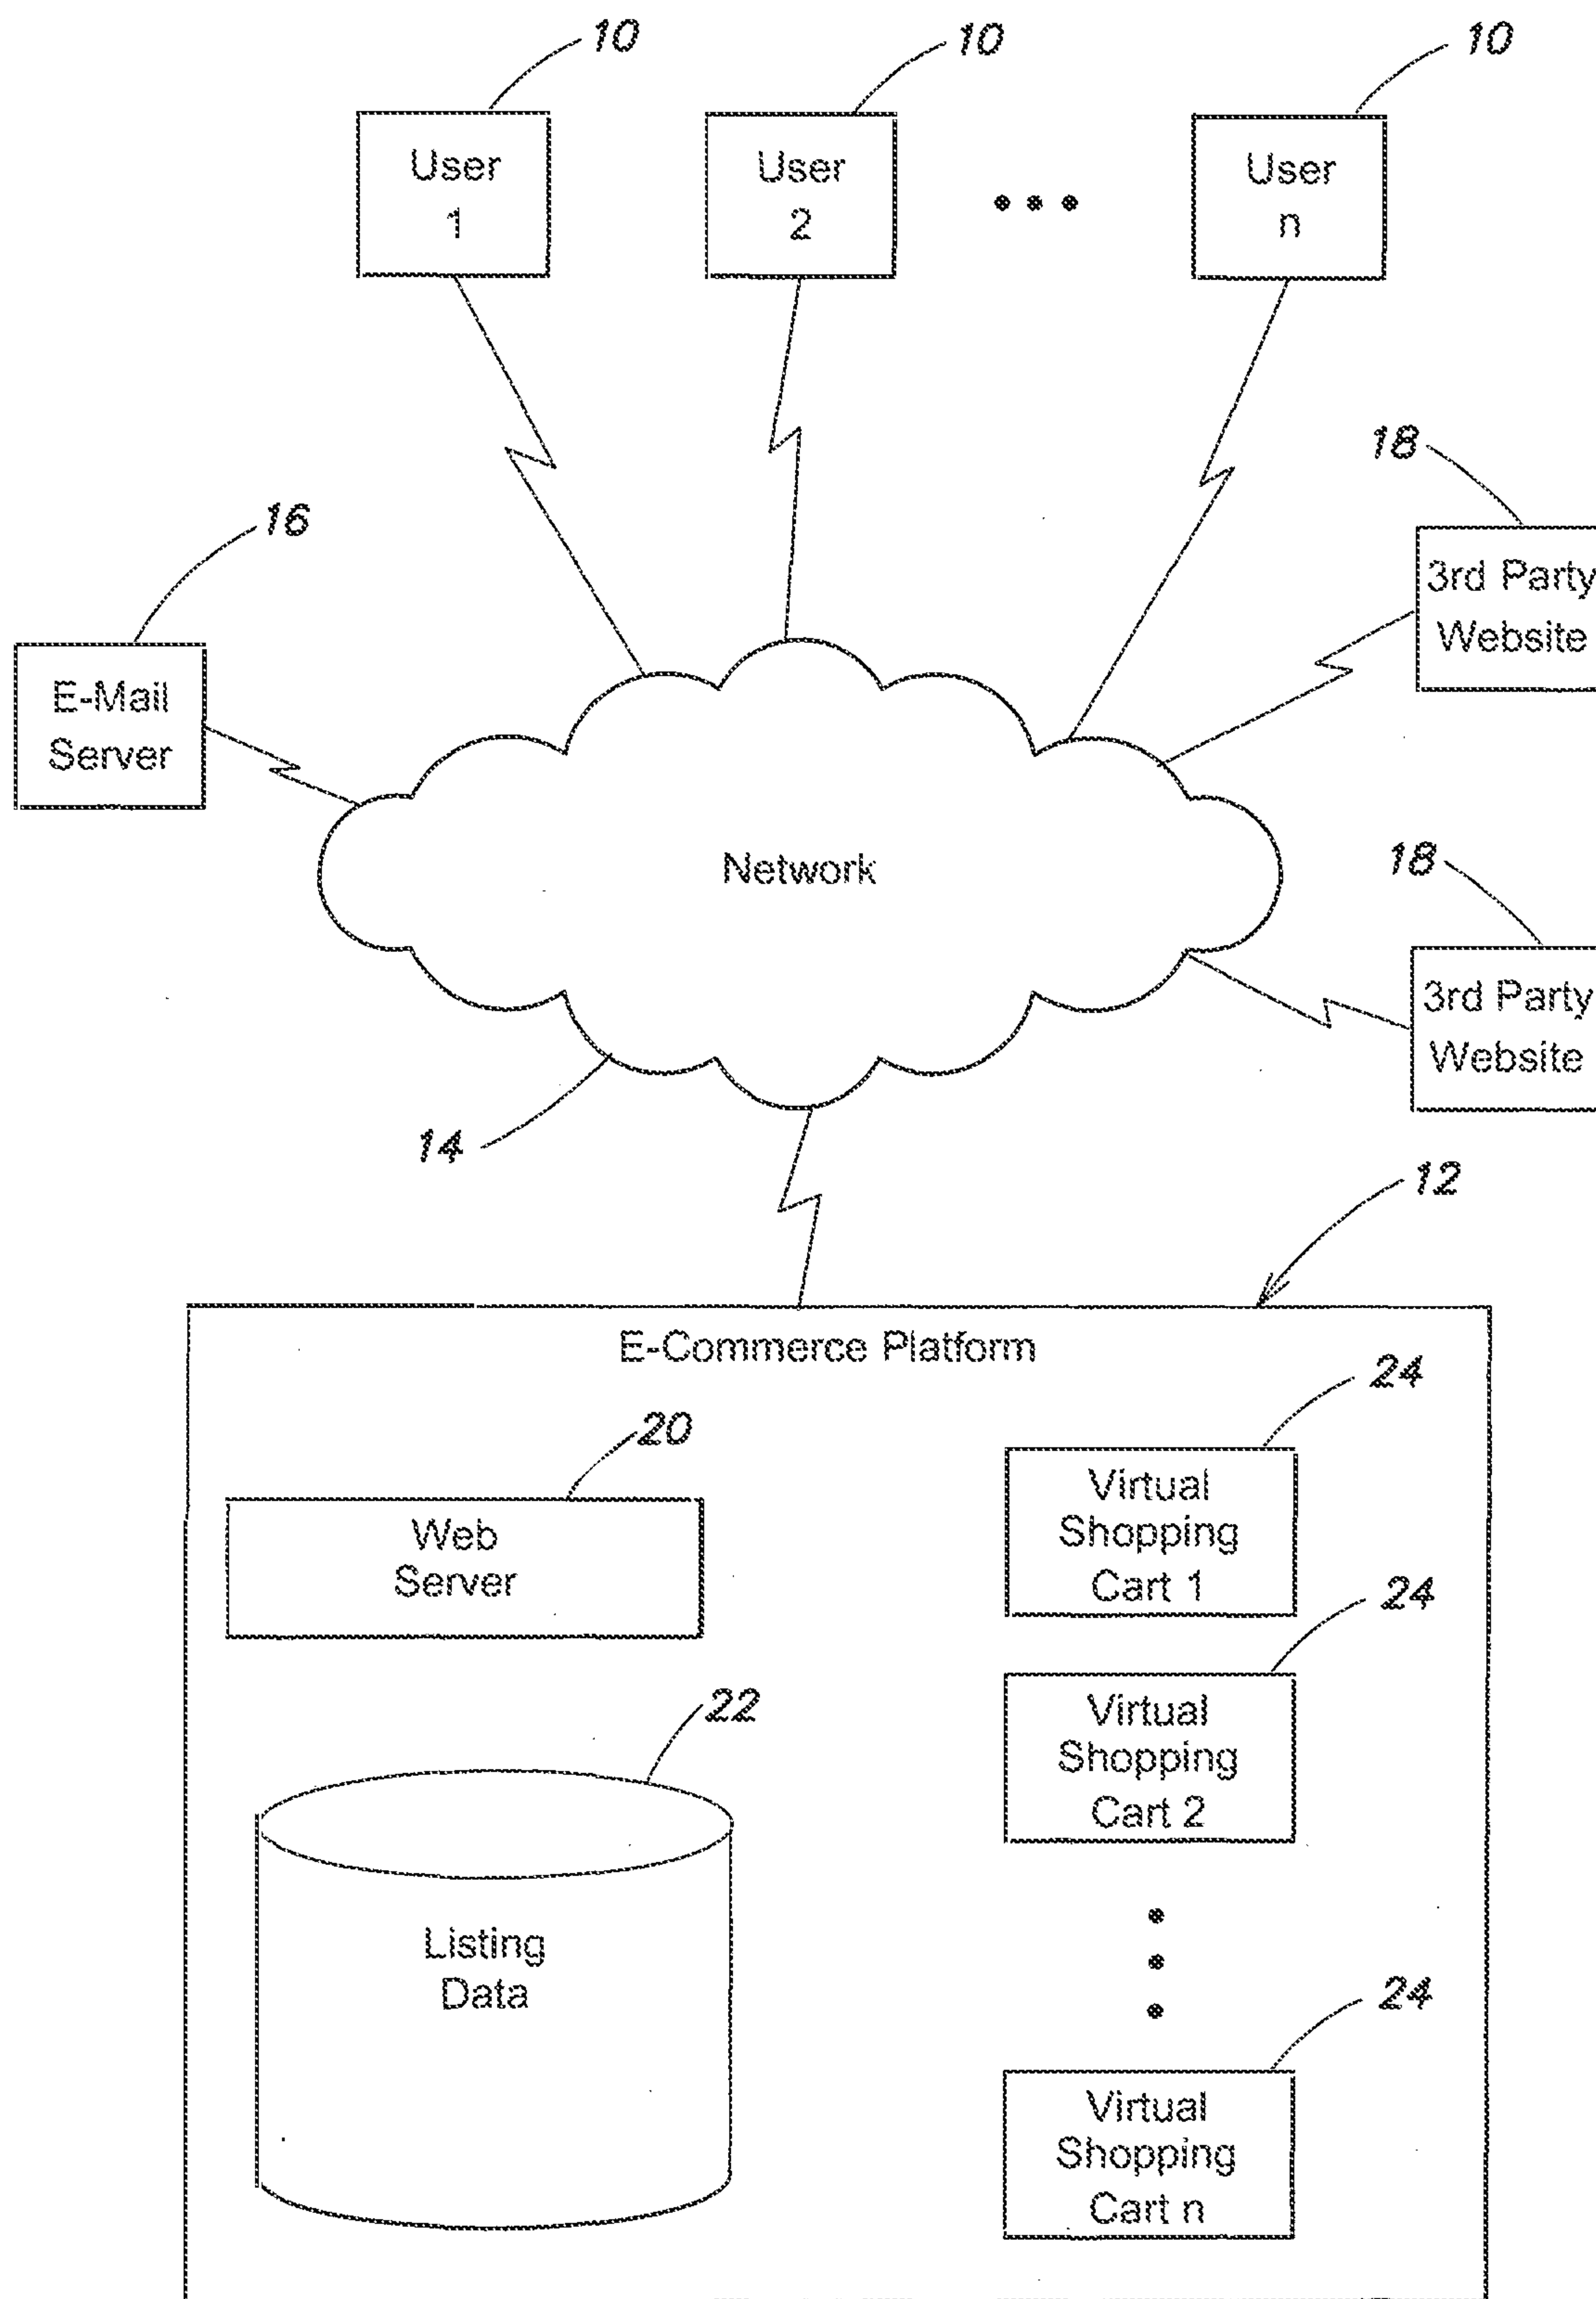 10
10
10
User
1
User
2
User
n
18
16
3rd Party
Website
E-Mail
Server
Network
18
3rd Party
Website
14
12
E-Commerce Platform
24
20
Virtual
Shopping
Cart 1
Web
Server
24
22
Virtual
Shopping
Cart 2
Listing
Data
24
Virtual
Shopping
Cart n